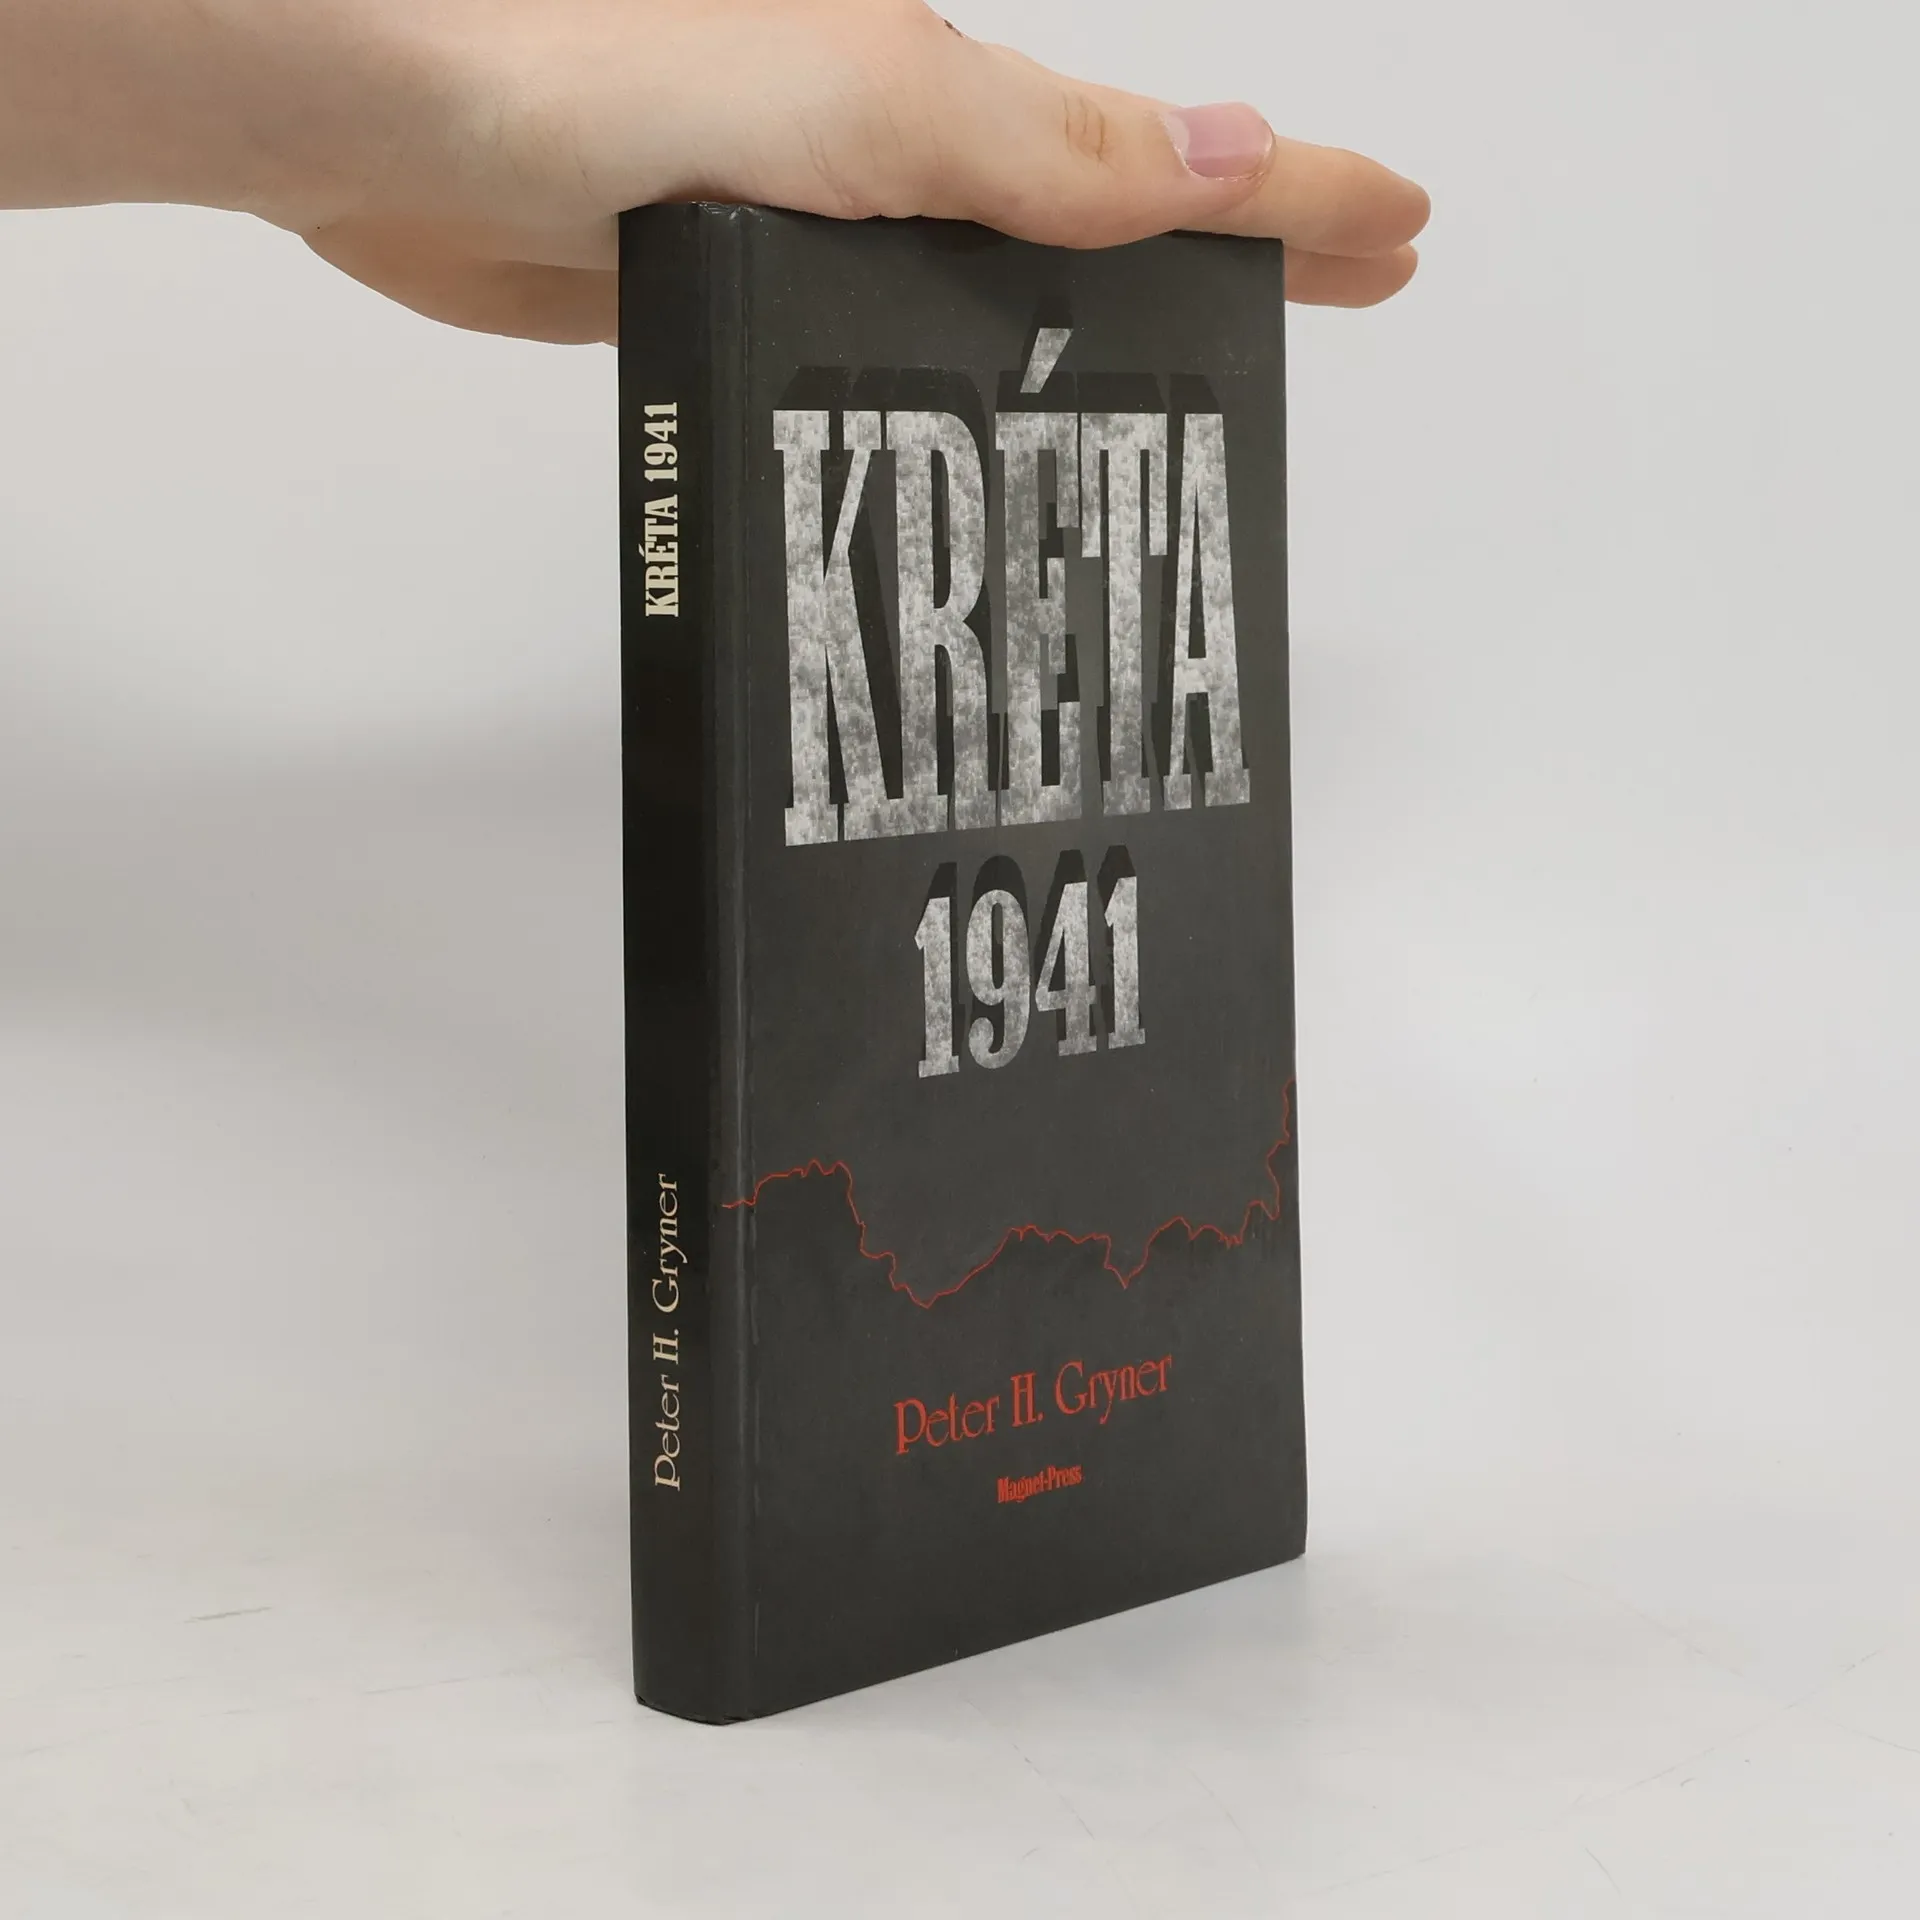 KRÉTA 1941
Peter H. Gryner
KRÉTA
1941
Peter H. Gryner
Magnet-Press